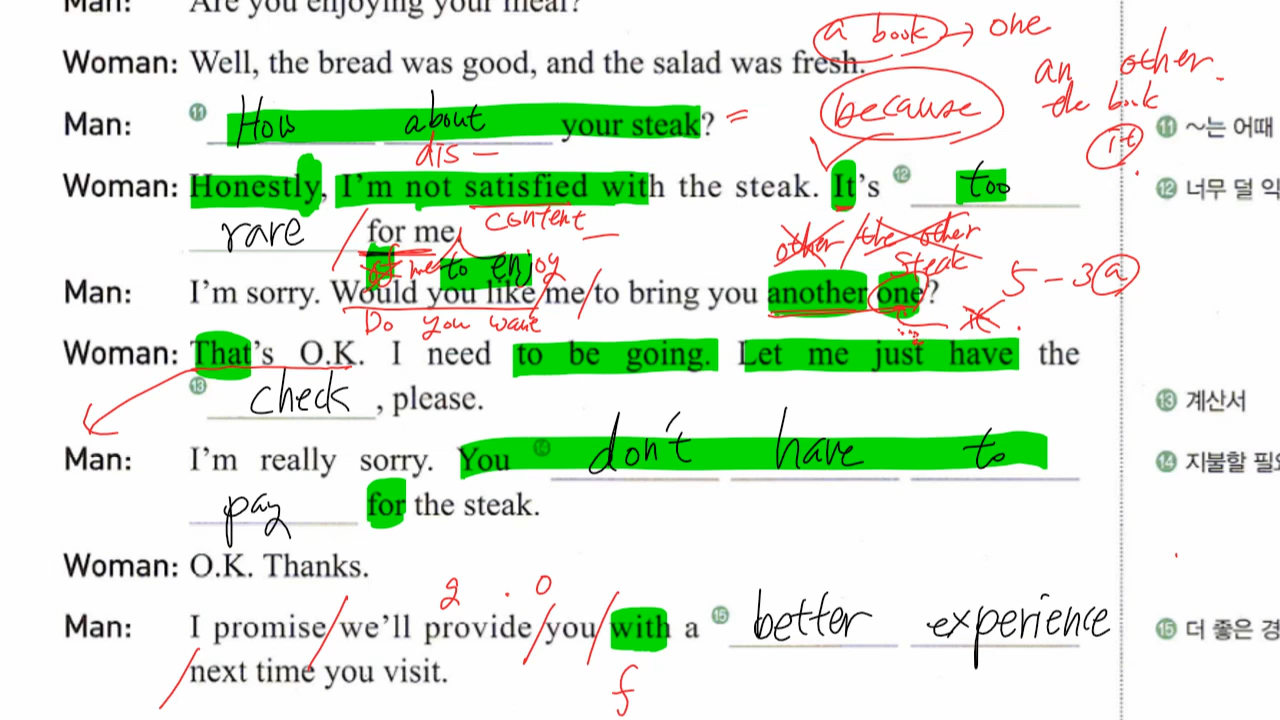 Man: Are you enjoying your meal?
a book → one
Woman: Well, the bread was good, and the salad was fresh.
an other
the book
it
because
Man: ⑪ How about your steak? =
⑪ ~는 어때
dis –
Woman: Honestly, I'm not satisfied with the steak. It's ⑫ too
⑫ 너무 덜 익
rare for me.
content
other / the other
steak
of me to enjoy
Man: I'm sorry. Would you like me to bring you another one?
5 – 3 a
Do you want
it.
Woman: That's O.K. I need to be going. Let me just have the
⑬ check, please.
⑬ 계산서
Man: I'm really sorry. You ⑭ don't have to
⑭ 지불할 필요
pay for the steak.
Woman: O.K. Thanks.
Man: I promise we'll provide you with a ⑮ better experience
⑮ 더 좋은 경
next time you visit.
f